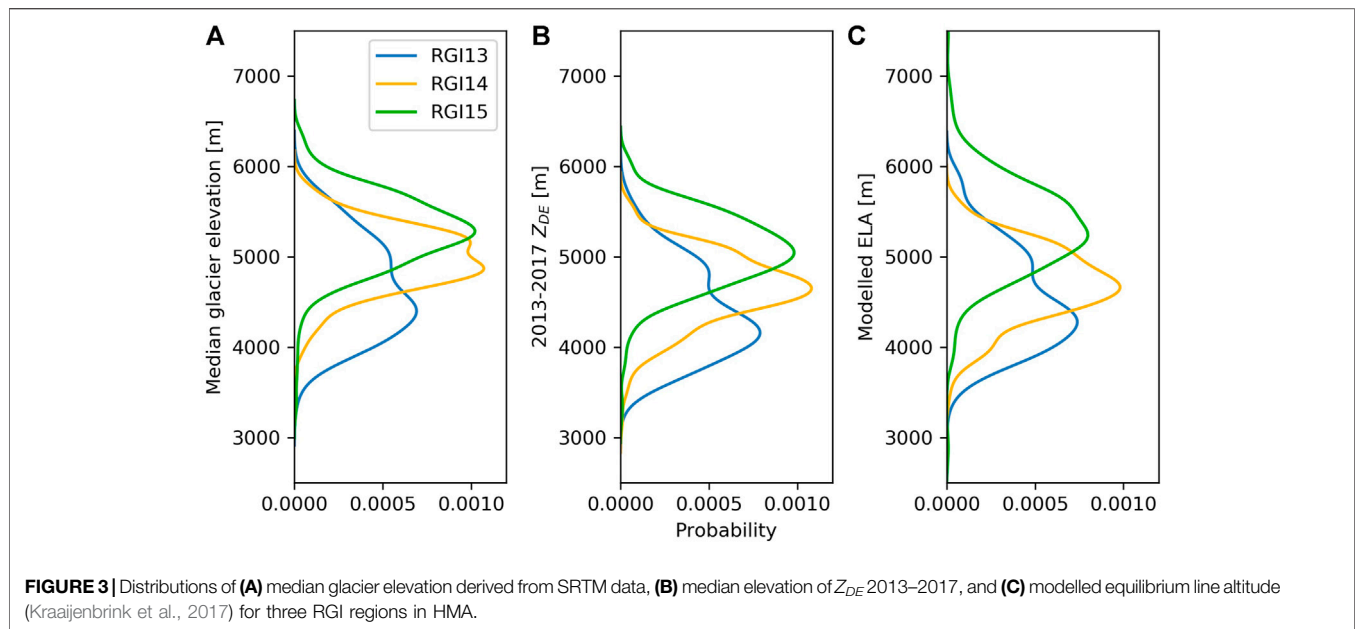 A
7000
6000
5000
4000
3000
Median glacier elevation [m]
RGI13
RGI14
RGI15
0.0000 0.0005 0.0010
B
7000
6000
5000
4000
3000
2013-2017 Z_DE [m]
0.0000 0.0005 0.0010
Probability
C
7000
6000
5000
4000
3000
Modelled ELA [m]
0.0000 0.0005 0.0010
FIGURE 3 | Distributions of (A) median glacier elevation derived from SRTM data, (B) median elevation of Z_DE 2013–2017, and (C) modelled equilibrium line altitude
(Kraaijenbrink et al., 2017) for three RGI regions in HMA.